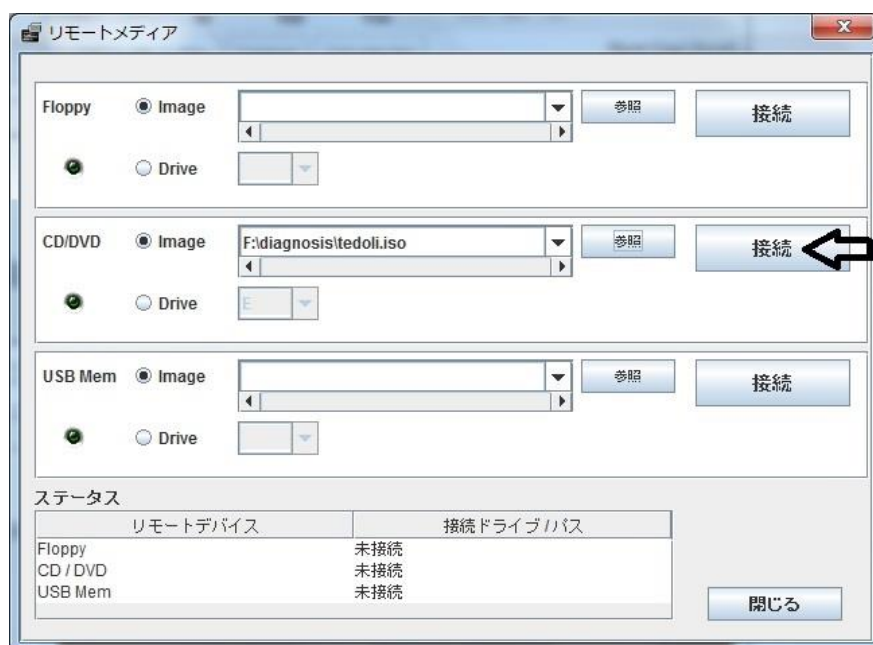 リモートメディア
Floppy Image 参照 接続
Drive
CD/DVD Image F:\diagnosis\tedoli.iso 参照 接続
Drive E
USB Mem Image 参照 接続
Drive
ステータス
リモートデバイス 接続ドライブ/パス
Floppy 未接続
CD / DVD 未接続
USB Mem 未接続
閉じる